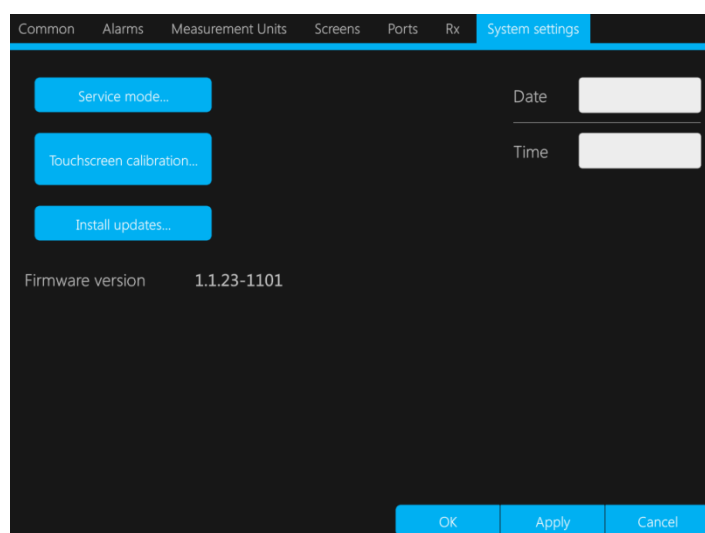 Common Alarms Measurement Units Screens Ports Rx System settings
Service mode...
Date
Touchscreen calibration...
Time
Install updates...
Firmware version 1.1.23-1101
OK Apply Cancel